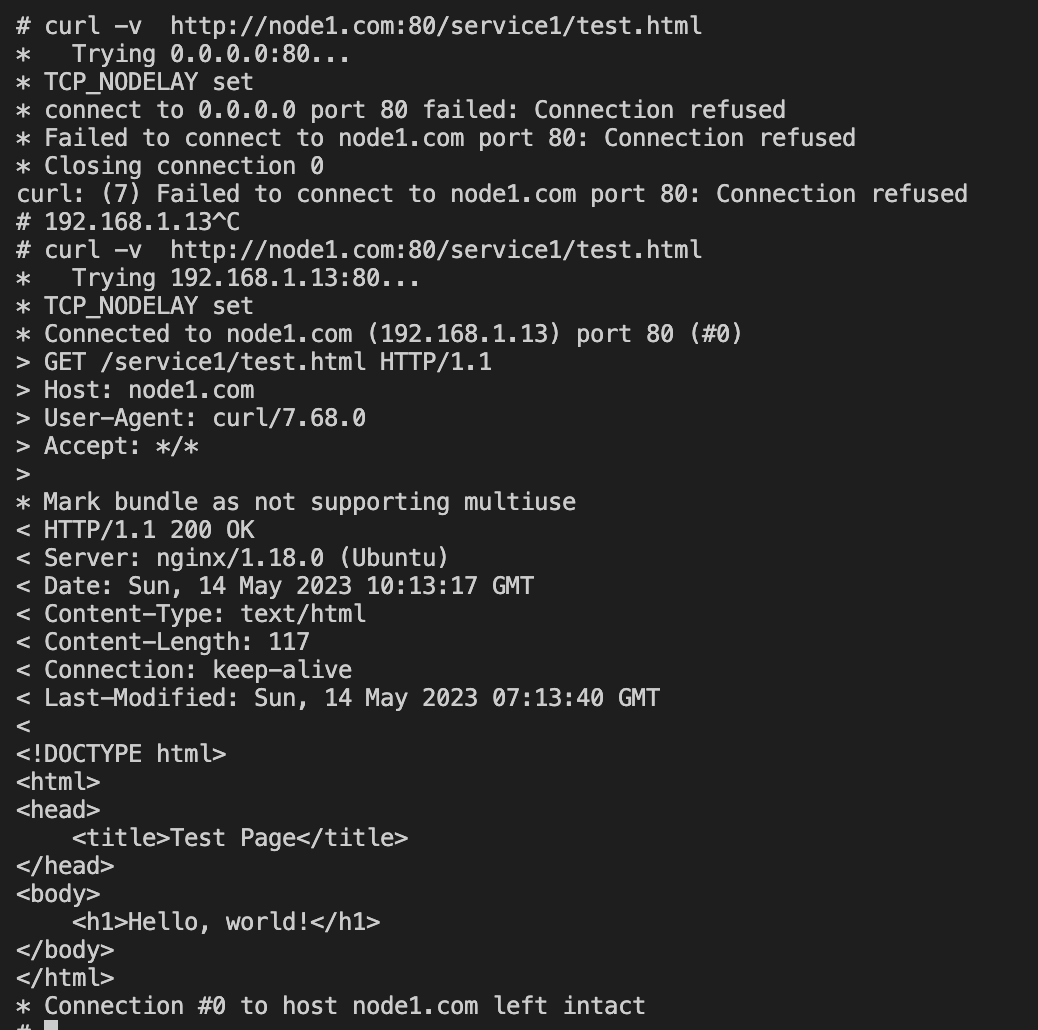 # curl -v  http://node1.com:80/service1/test.html
*   Trying 0.0.0.0:80...
* TCP_NODELAY set
* connect to 0.0.0.0 port 80 failed: Connection refused
* Failed to connect to node1.com port 80: Connection refused
* Closing connection 0
curl: (7) Failed to connect to node1.com port 80: Connection refused
# 192.168.1.13^C
# curl -v  http://node1.com:80/service1/test.html
*   Trying 192.168.1.13:80...
* TCP_NODELAY set
* Connected to node1.com (192.168.1.13) port 80 (#0)
> GET /service1/test.html HTTP/1.1
> Host: node1.com
> User-Agent: curl/7.68.0
> Accept: */*
>
* Mark bundle as not supporting multiuse
< HTTP/1.1 200 OK
< Server: nginx/1.18.0 (Ubuntu)
< Date: Sun, 14 May 2023 10:13:17 GMT
< Content-Type: text/html
< Content-Length: 117
< Connection: keep-alive
< Last-Modified: Sun, 14 May 2023 07:13:40 GMT
<
<!DOCTYPE html>
<html>
<head>
    <title>Test Page</title>
</head>
<body>
    <h1>Hello, world!</h1>
</body>
</html>
* Connection #0 to host node1.com left intact
#